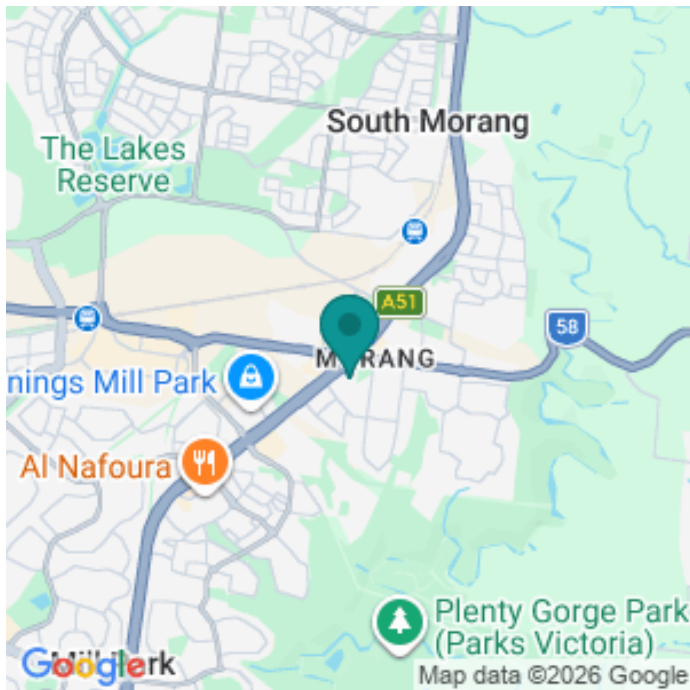 South Morang
The Lakes
Reserve
A51
58
nings Mill Park
Al Nafoura
Plenty Gorge Park
(Parks Victoria)
Google
Map data ©2026 Google